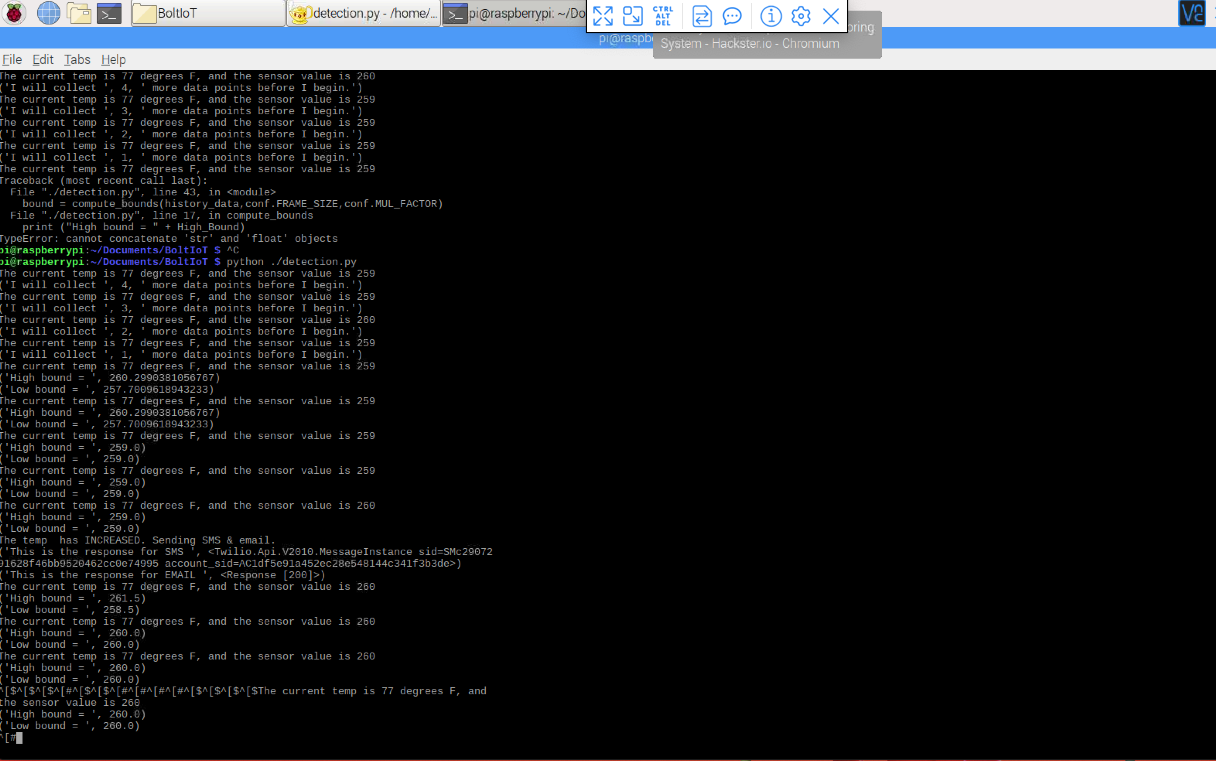 BoltIoT
detection.py - /home/...
pi@raspberrypi: ~/Do
CTRL
ALT
DEL
VC
pi@raspb
oring
System - Hackster.io - Chromium
File Edit Tabs Help
The current temp is 77 degrees F, and the sensor value is 260
('I will collect ', 4, ' more data points before I begin.')
The current temp is 77 degrees F, and the sensor value is 259
('I will collect ', 3, ' more data points before I begin.')
The current temp is 77 degrees F, and the sensor value is 259
('I will collect ', 2, ' more data points before I begin.')
The current temp is 77 degrees F, and the sensor value is 259
('I will collect ', 1, ' more data points before I begin.')
The current temp is 77 degrees F, and the sensor value is 259
Traceback (most recent call last):
File "./detection.py", line 43, in <module>
bound = compute_bounds(history_data,conf.FRAME_SIZE,conf.MUL_FACTOR)
File "./detection.py", line 17, in compute_bounds
print ("High bound = " + High_Bound)
TypeError: cannot concatenate 'str' and 'float' objects
pi@raspberrypi:~/Documents/BoltIoT $ ^C
pi@raspberrypi:~/Documents/BoltIoT $ python ./detection.py
The current temp is 77 degrees F, and the sensor value is 259
('I will collect ', 4, ' more data points before I begin.')
The current temp is 77 degrees F, and the sensor value is 259
('I will collect ', 3, ' more data points before I begin.')
The current temp is 77 degrees F, and the sensor value is 260
('I will collect ', 2, ' more data points before I begin.')
The current temp is 77 degrees F, and the sensor value is 259
('I will collect ', 1, ' more data points before I begin.')
The current temp is 77 degrees F, and the sensor value is 259
('High bound = ', 260.2990381056767)
('Low bound = ', 257.7009618943233)
The current temp is 77 degrees F, and the sensor value is 259
('High bound = ', 260.2990381056767)
('Low bound = ', 257.7009618943233)
The current temp is 77 degrees F, and the sensor value is 259
('High bound = ', 259.0)
('Low bound = ', 259.0)
The current temp is 77 degrees F, and the sensor value is 259
('High bound = ', 259.0)
('Low bound = ', 259.0)
The current temp is 77 degrees F, and the sensor value is 260
('High bound = ', 259.0)
('Low bound = ', 259.0)
The temp  has INCREASED. Sending SMS & email.
('This is the response for SMS ', <Twilio.Api.V2010.MessageInstance sid=SMc29072
01628f46bb9520462cc0e74995 account_sid=AC1df5e91a452ec28e548144c341f3b3de>)
('This is the response for EMAIL ', <Response [200]>)
The current temp is 77 degrees F, and the sensor value is 260
('High bound = ', 261.5)
('Low bound = ', 258.5)
The current temp is 77 degrees F, and the sensor value is 260
('High bound = ', 260.0)
('Low bound = ', 260.0)
The current temp is 77 degrees F, and the sensor value is 260
('High bound = ', 260.0)
('Low bound = ', 260.0)
^[$^[$^[$^[#^[$^[$^[#^[#^[#^[#^[$^[$^[$^[$The current temp is 77 degrees F, and
the sensor value is 260
('High bound = ', 260.0)
('Low bound = ', 260.0)
^[#